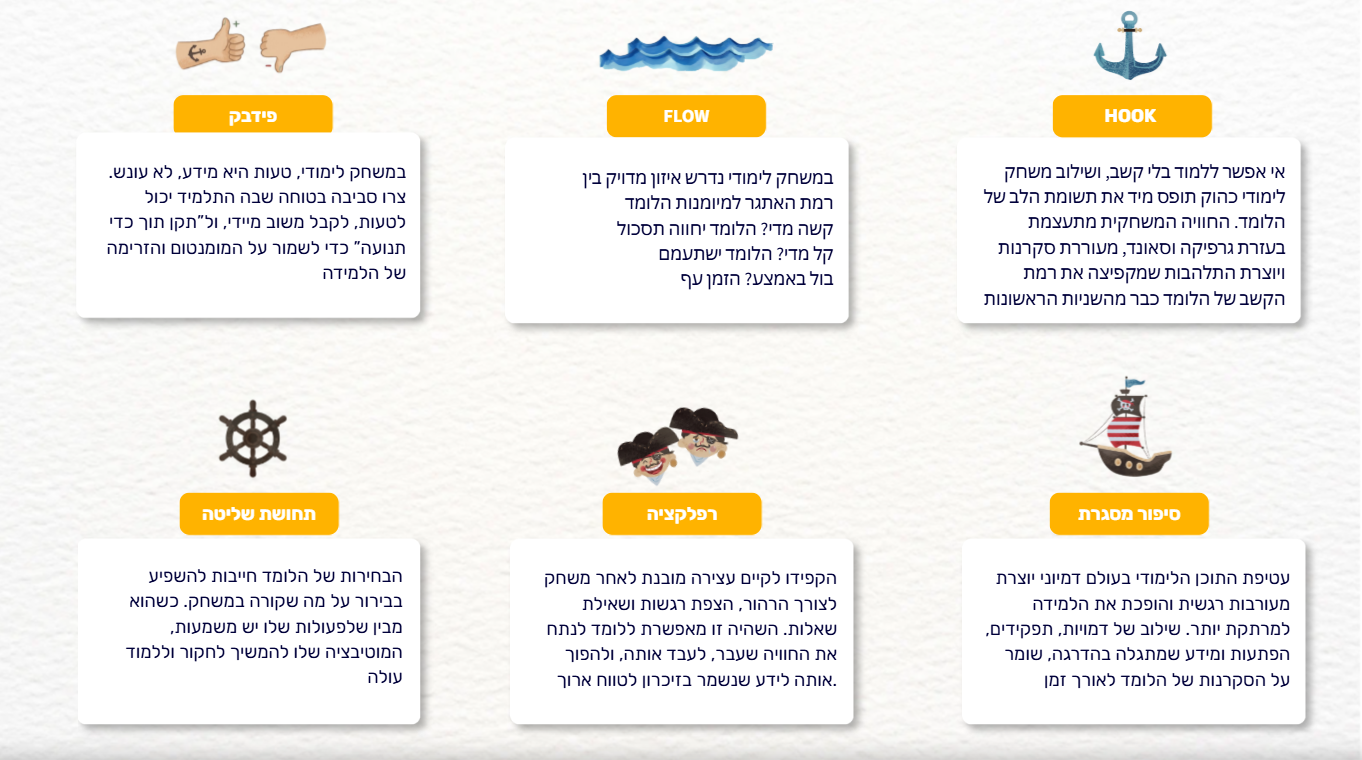 HOOK
אי אפשר ללמוד בלי קשב, ושילוב משחק
לימודי כהוק תופס מיד את תשומת הלב של
הלומד. החוויה המשחקית מתעצמת
בעזרת גרפיקה וסאונד, מעוררת סקרנות
ויוצרת התלהבות שמקפיצה את רמת
הקשב של הלומד כבר מהשניות הראשונות
FLOW
במשחק לימודי נדרש איזון מדויק בין
רמת האתגר למיומנות הלומד
קשה מדי? הלומד יחווה תסכול
קל מדי? הלומד ישתעמם
בול באמצע? הזמן עף
פידבק
במשחק לימודי, טעות היא מידע, לא עונש.
צרו סביבה בטוחה שבה התלמיד יכול
לטעות, לקבל משוב מיידי, ול"תקן תוך כדי
תנועה" כדי לשמור על המומנטום והזרימה
של הלמידה
סיפור מסגרת
עטיפת התוכן הלימודי בעולם דמיוני יוצרת
מעורבות רגשית והופכת את הלמידה
למרתקת יותר. שילוב של דמויות, תפקידים,
הפתעות ומידע שמתגלה בהדרגה, שומר
על הסקרנות של הלומד לאורך זמן
רפלקציה
הקפידו לקיים עצירה מובנת לאחר משחק
לצורך הרהור, הצפת רגשות ושאילת
שאלות. השהיה זו מאפשרת ללומד לנתח
את החוויה שעבר, לעבד אותה, ולהפוך
.אותה לידע שנשמר בזיכרון לטווח ארוך
תחושת שליטה
הבחירות של הלומד חייבות להשפיע
בבירור על מה שקורה במשחק. כשהוא
מבין שלפעולות שלו יש משמעות,
המוטיבציה שלו להמשיך לחקור וללמוד
עולה